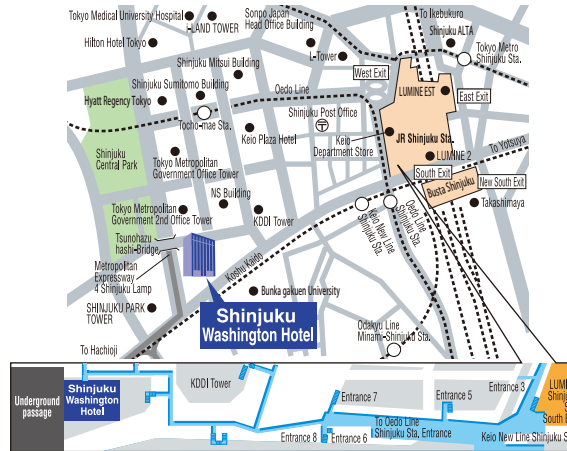 Tokyo Medical University Hospital
i-LAND TOWER
Sonpo Japan
Head Office Building
To Ikebukuro
Shinjuku ALTA
Hilton Hotel Tokyo
L-Tower
Tokyo Metro
Shinjuku Sta.
Shinjuku Mitsui Building
West Exit
Shinjuku Sumitomo Building
Oedo Line
LUMINE EST
East Exit
Hyatt Regency Tokyo
Shinjuku Post Office
Tocho-mae Sta.
Keio Plaza Hotel
Keio
Department Store
JR Shinjuku Sta.
To Yotsuya
Shinjuku
Central Park
LUMINE 2
Tokyo Metropolitan
Government Office Tower
South Exit
Busta Shinjuku
New South Exit
NS Building
Takashimaya
Tokyo Metropolitan
Government 2nd Office Tower
KDDI Tower
Keio New Line
Shinjuku Sta.
Oedo Line
Shinjuku Sta.
Tsunohazu
hashi-Bridge
Metropolitan
Expressway
4 Shinjuku Lamp
Koshu Kaido
Bunka gakuen University
SHINJUKU PARK
TOWER
Shinjuku
Washington Hotel
Odakyu Line
Minami-Shinjuku Sta.
To Hachioji
Underground
passage
Shinjuku
Washington
Hotel
KDDI Tower
Entrance 7
Entrance 5
Entrance 3
LUMI
Shinju
S
South E
To Oedo Line
Shinjuku Sta. Entrance
Entrance 8
Entrance 6
Keio New Line Shinjuku S